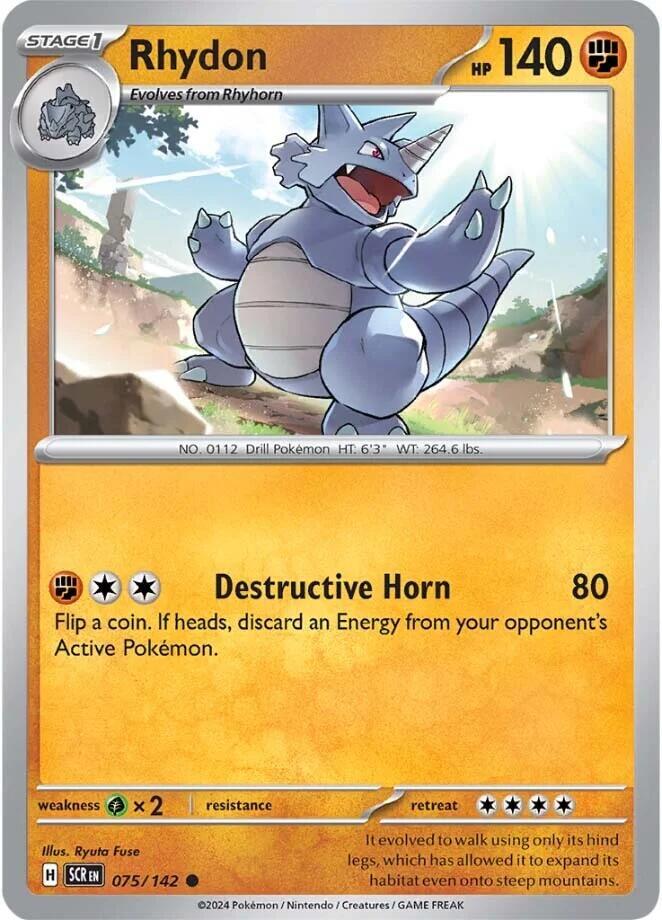 STAGE1
Rhydon
HP 140
Evolves from Rhyhorn
NO. 0112 Drill Pokémon HT: 6'3" WT: 264.6 lbs.
Destructive Horn 80
Flip a coin. If heads, discard an Energy from your opponent's
Active Pokémon.
weakness ×2 resistance retreat
Illus. Ryuta Fuse
It evolved to walk using only its hind
legs, which has allowed it to expand its
habitat even onto steep mountains.
H SCR EN 075/142
©2024 Pokémon / Nintendo / Creatures / GAME FREAK